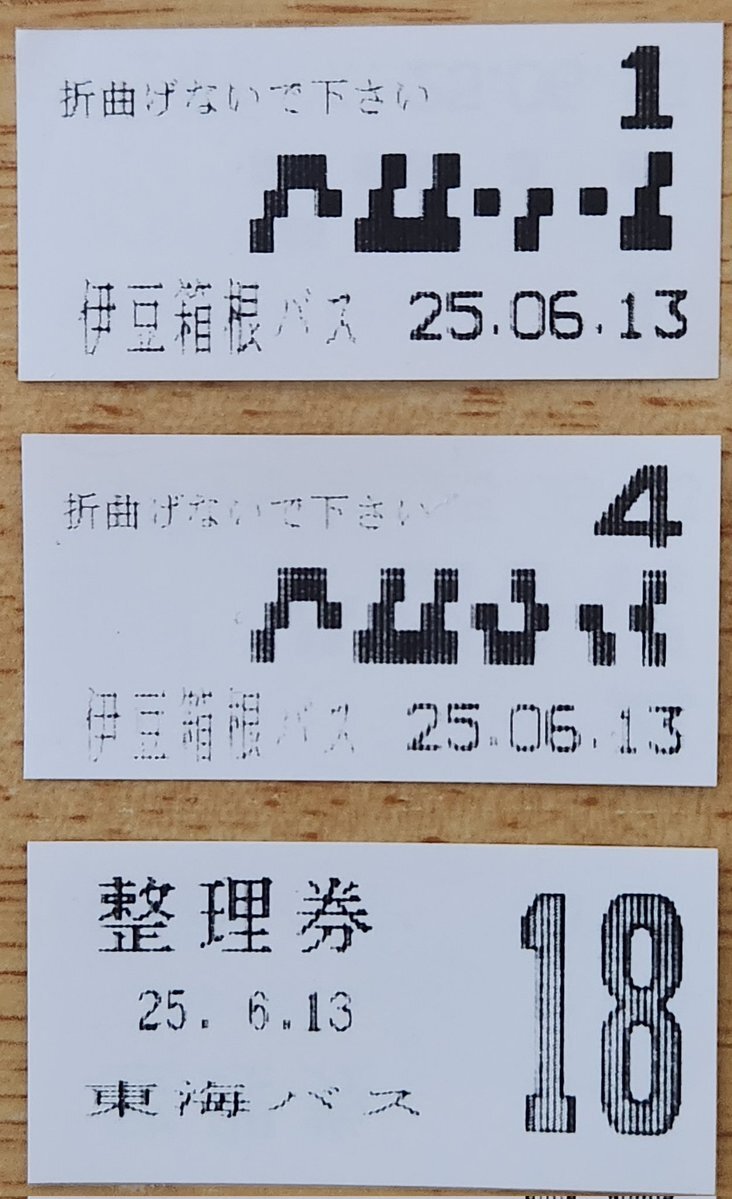 1
折曲げないで下さい
伊豆箱根バス 25.06.13
4
折曲げないで下さい
伊豆箱根バス 25.06.13
整理券
18
25. 6.13
東海バス